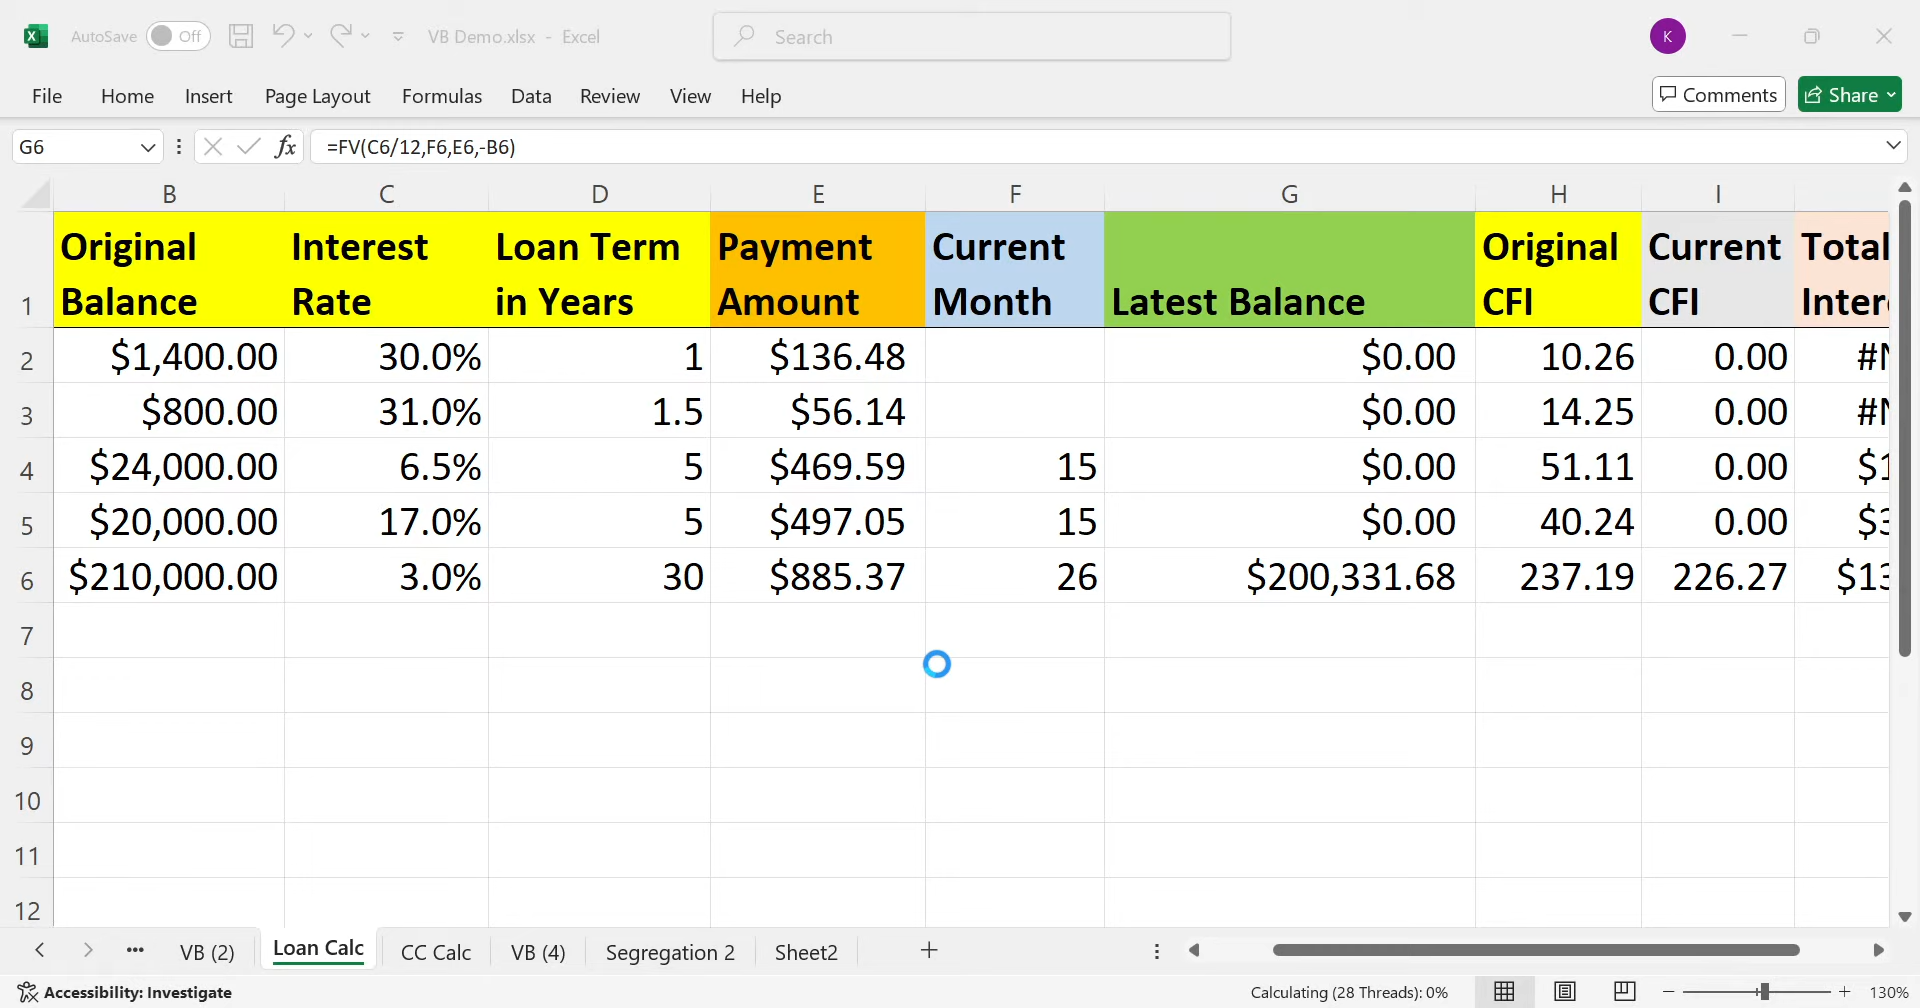 AutoSave Off VB Demo.xlsx - Excel Search K
File Home Insert Page Layout Formulas Data Review View Help Comments Share
G6 fx =FV(C6/12,F6,E6,-B6)
B C D E F G H I
1 Original Balance Interest Rate Loan Term in Years Payment Amount Current Month Latest Balance Original CFI Current CFI Total
2 $1,400.00 30.0% 1 $136.48 $0.00 10.26 0.00
3 $800.00 31.0% 1.5 $56.14 $0.00 14.25 0.00
4 $24,000.00 6.5% 5 $469.59 15 $0.00 51.11 0.00 $1
5 $20,000.00 17.0% 5 $497.05 15 $0.00 40.24 0.00 $3
6 $210,000.00 3.0% 30 $885.37 26 $200,331.68 237.19 226.27 $13
7
8
9
10
11
12
VB (2) Loan Calc CC Calc VB (4) Segregation 2 Sheet2
Accessibility: Investigate Calculating (28 Threads): 0% 130%